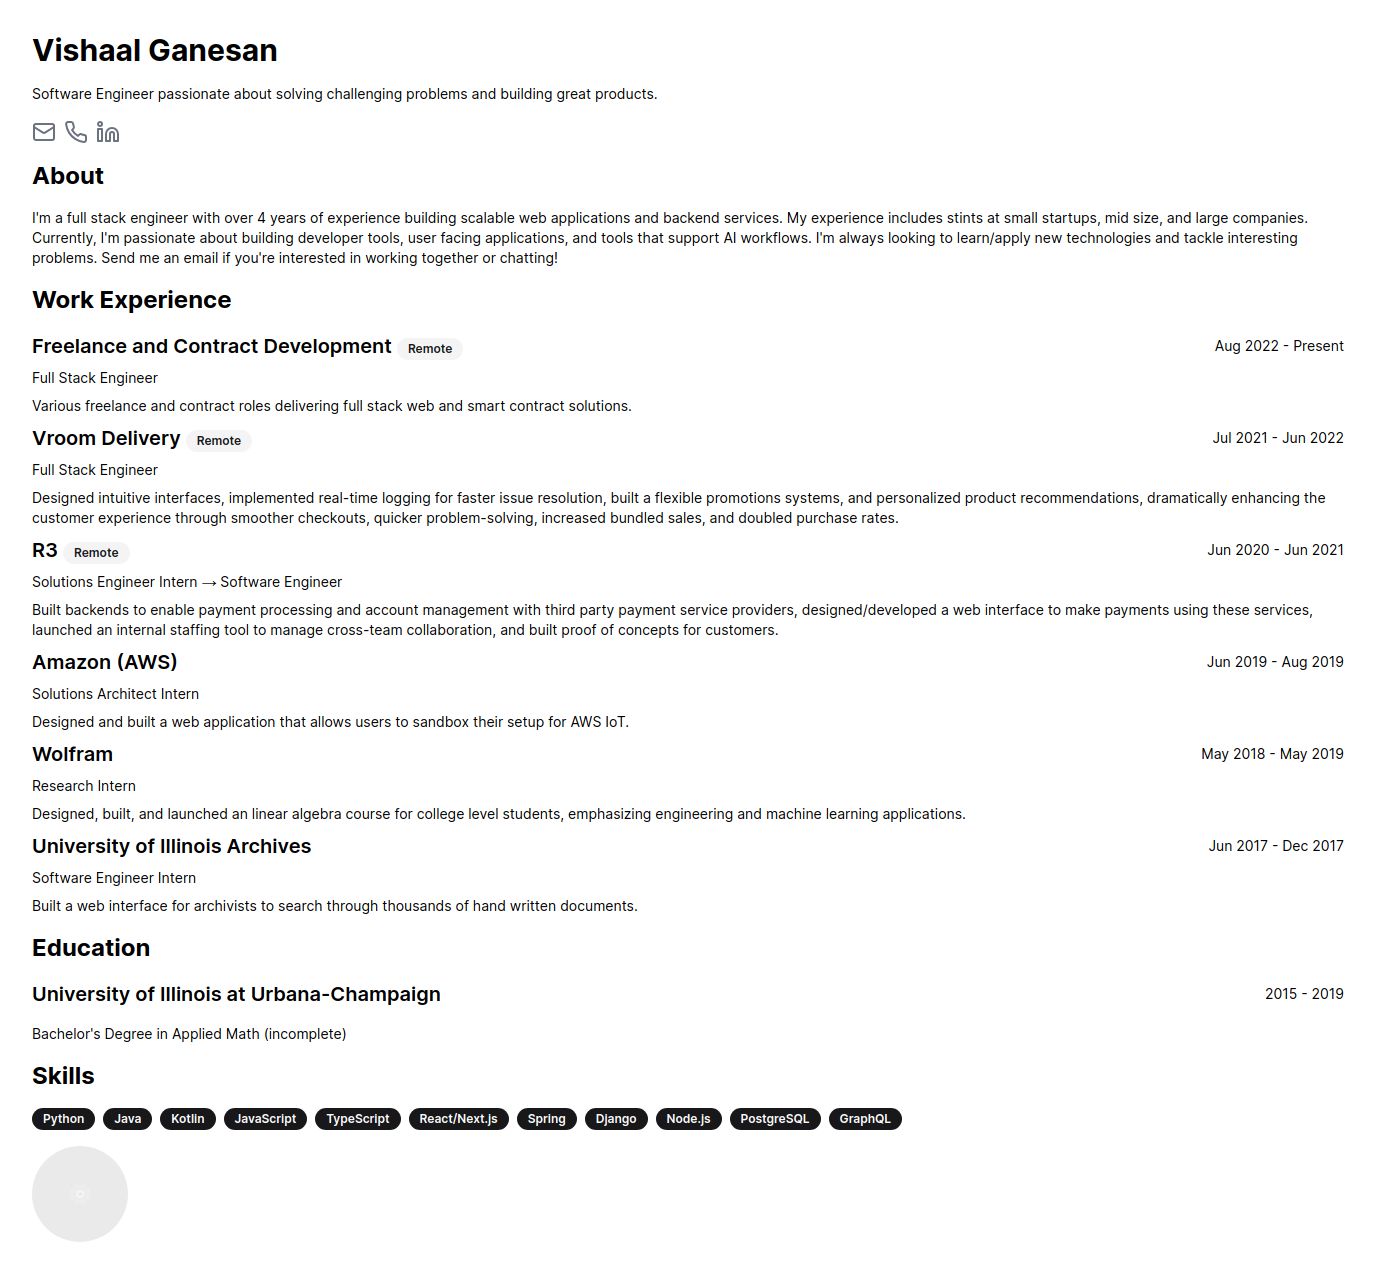 Vishaal Ganesan
Software Engineer passionate about solving challenging problems and building great products.
About
I'm a full stack engineer with over 4 years of experience building scalable web applications and backend services. My experience includes stints at small startups, mid size, and large companies.
Currently, I'm passionate about building developer tools, user facing applications, and tools that support AI workflows. I'm always looking to learn/apply new technologies and tackle interesting
problems. Send me an email if you're interested in working together or chatting!
Work Experience
Freelance and Contract Development Remote Aug 2022 - Present
Full Stack Engineer
Various freelance and contract roles delivering full stack web and smart contract solutions.
Vroom Delivery Remote Jul 2021 - Jun 2022
Full Stack Engineer
Designed intuitive interfaces, implemented real-time logging for faster issue resolution, built a flexible promotions systems, and personalized product recommendations, dramatically enhancing the
customer experience through smoother checkouts, quicker problem-solving, increased bundled sales, and doubled purchase rates.
R3 Remote Jun 2020 - Jun 2021
Solutions Engineer Intern → Software Engineer
Built backends to enable payment processing and account management with third party payment service providers, designed/developed a web interface to make payments using these services,
launched an internal staffing tool to manage cross-team collaboration, and built proof of concepts for customers.
Amazon (AWS) Jun 2019 - Aug 2019
Solutions Architect Intern
Designed and built a web application that allows users to sandbox their setup for AWS IoT.
Wolfram May 2018 - May 2019
Research Intern
Designed, built, and launched an linear algebra course for college level students, emphasizing engineering and machine learning applications.
University of Illinois Archives Jun 2017 - Dec 2017
Software Engineer Intern
Built a web interface for archivists to search through thousands of hand written documents.
Education
University of Illinois at Urbana-Champaign 2015 - 2019
Bachelor's Degree in Applied Math (incomplete)
Skills
Python Java Kotlin JavaScript TypeScript React/Next.js Spring Django Node.js PostgreSQL GraphQL